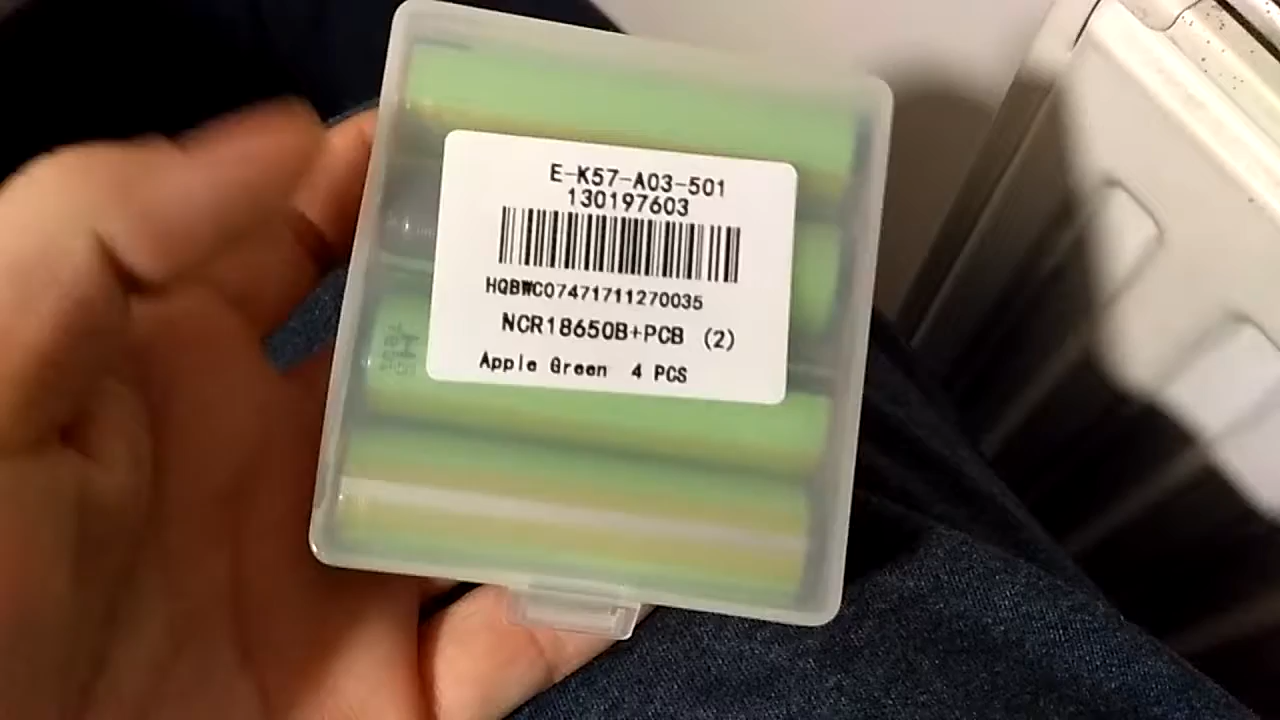 E-K57-A03-501
130197603
HQBWC07471711270035
NCR18650B+PCB (2)
Apple Green 4 PCS